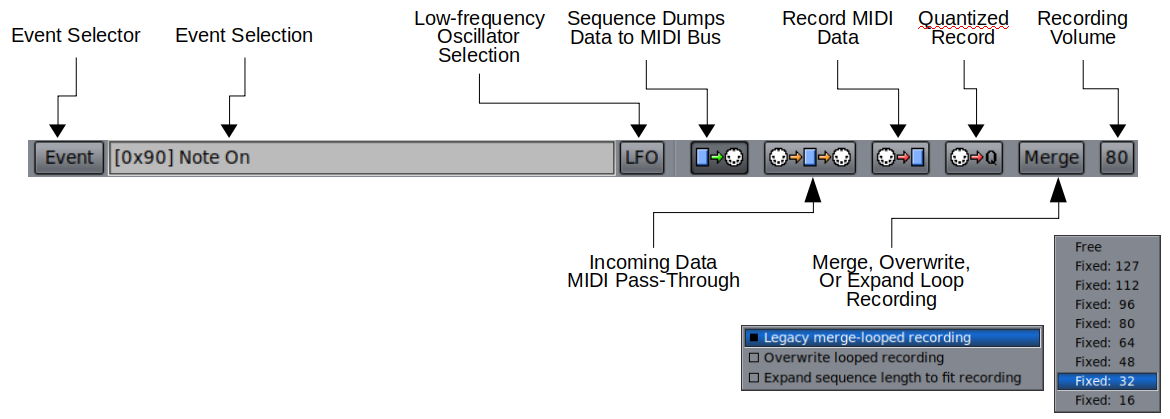 Event Selector
Event Selection
Low-frequency
Oscillator
Selection
Sequence Dumps
Data to MIDI Bus
Record MIDI
Data
Quantized
Record
Recording
Volume
Event
[0x90] Note On
LFO
Q
Merge
80
Incoming Data
MIDI Pass-Through
Merge, Overwrite,
Or Expand Loop
Recording
Legacy merge-looped recording
Overwrite looped recording
Expand sequence length to fit recording
Free
Fixed: 127
Fixed: 112
Fixed: 96
Fixed: 80
Fixed: 64
Fixed: 48
Fixed: 32
Fixed: 16